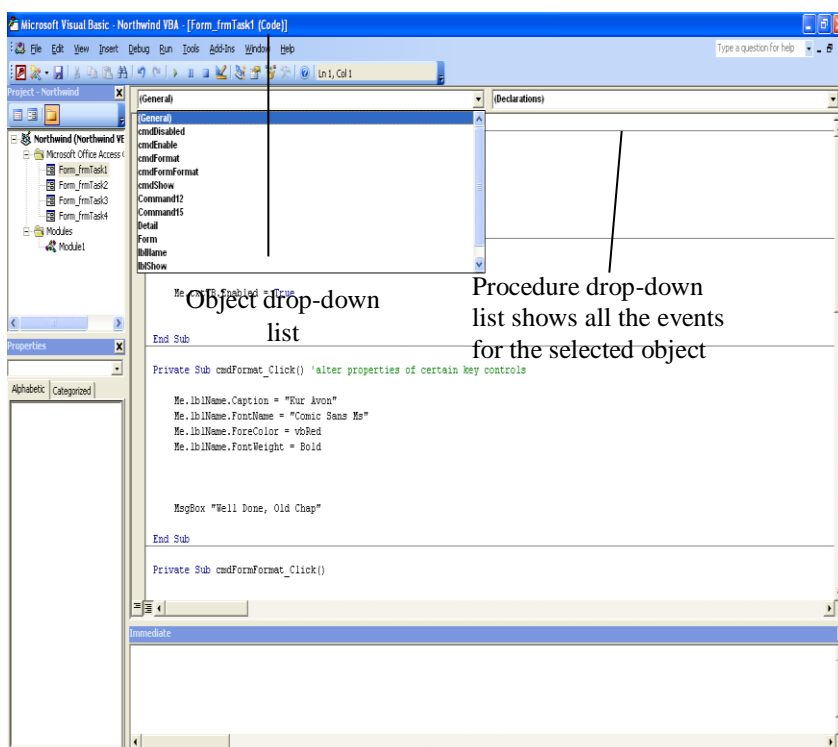 Microsoft Visual Basic - Northwind VBA - [Form_frmTask1 (Code)]
File Edit View Insert Debug Run Tools Add-Ins Window Help
Type a question for help
Ln 1, Col 1
Project - Northwind
(General)
(Declarations)
(General)
cmdDisabled
cmdEnable
cmdFormat
cmdFormFormat
cmdShow
Command12
Command15
Detail
Form
lblName
lblShow
Northwind (Northwind VB
Microsoft Office Access C
Form_frmTask1
Form_frmTask2
Form_frmTask3
Form_frmTask4
Modules
Module1
Object drop-down
list
Procedure drop-down
list shows all the events
for the selected object
Properties
Alphabetic Categorized
Enabled = True
End Sub
Private Sub cmdFormat_Click() 'alter properties of certain key controls
Me.lblName.Caption = "Kur Avon"
Me.lblName.FontName = "Comic Sans Ms"
Me.lblName.ForeColor = vbRed
Me.lblName.FontWeight = Bold
MsgBox "Well Done, Old Chap"
End Sub
Private Sub cmdFormFormat_Click()
Immediate